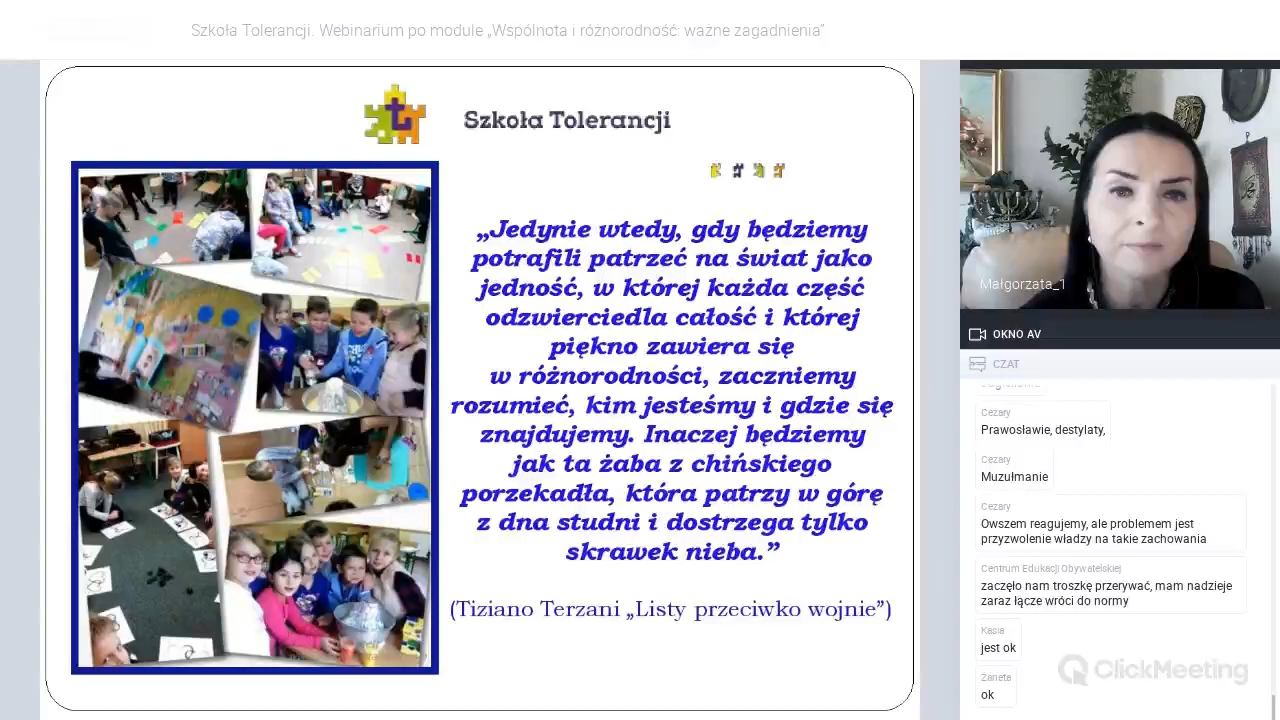 Szkoła Tolerancji. Webinarium po module „Wspólnota i różnorodność: ważne zagadnienia”
Szkoła Tolerancji
„Jedynie wtedy, gdy będziemy
potrafili patrzeć na świat jako
jedność, w której każda część
odzwierciedla całość i której
piękno zawiera się
w różnorodności, zaczniemy
rozumieć, kim jesteśmy i gdzie się
znajdujemy. Inaczej będziemy
jak ta żaba z chińskiego
porzekadła, która patrzy w górę
z dna studni i dostrzega tylko
skrawek nieba.”
(Tiziano Terzani „Listy przeciwko wojnie”)
Małgorzata_1
OKNO AV
CZAT
Cezary
Prawosławie, destylaty,
Cezary
Muzułmanie
Cezary
Owszem reagujemy, ale problemem jest
przyzwolenie władzy na takie zachowania
Centrum Edukacji Obywatelskiej
zaczęło nam troszkę przerywać, mam nadzieje
zaraz łącze wróci do normy
Kasia
jest ok
Żaneta
ok
ClickMeeting